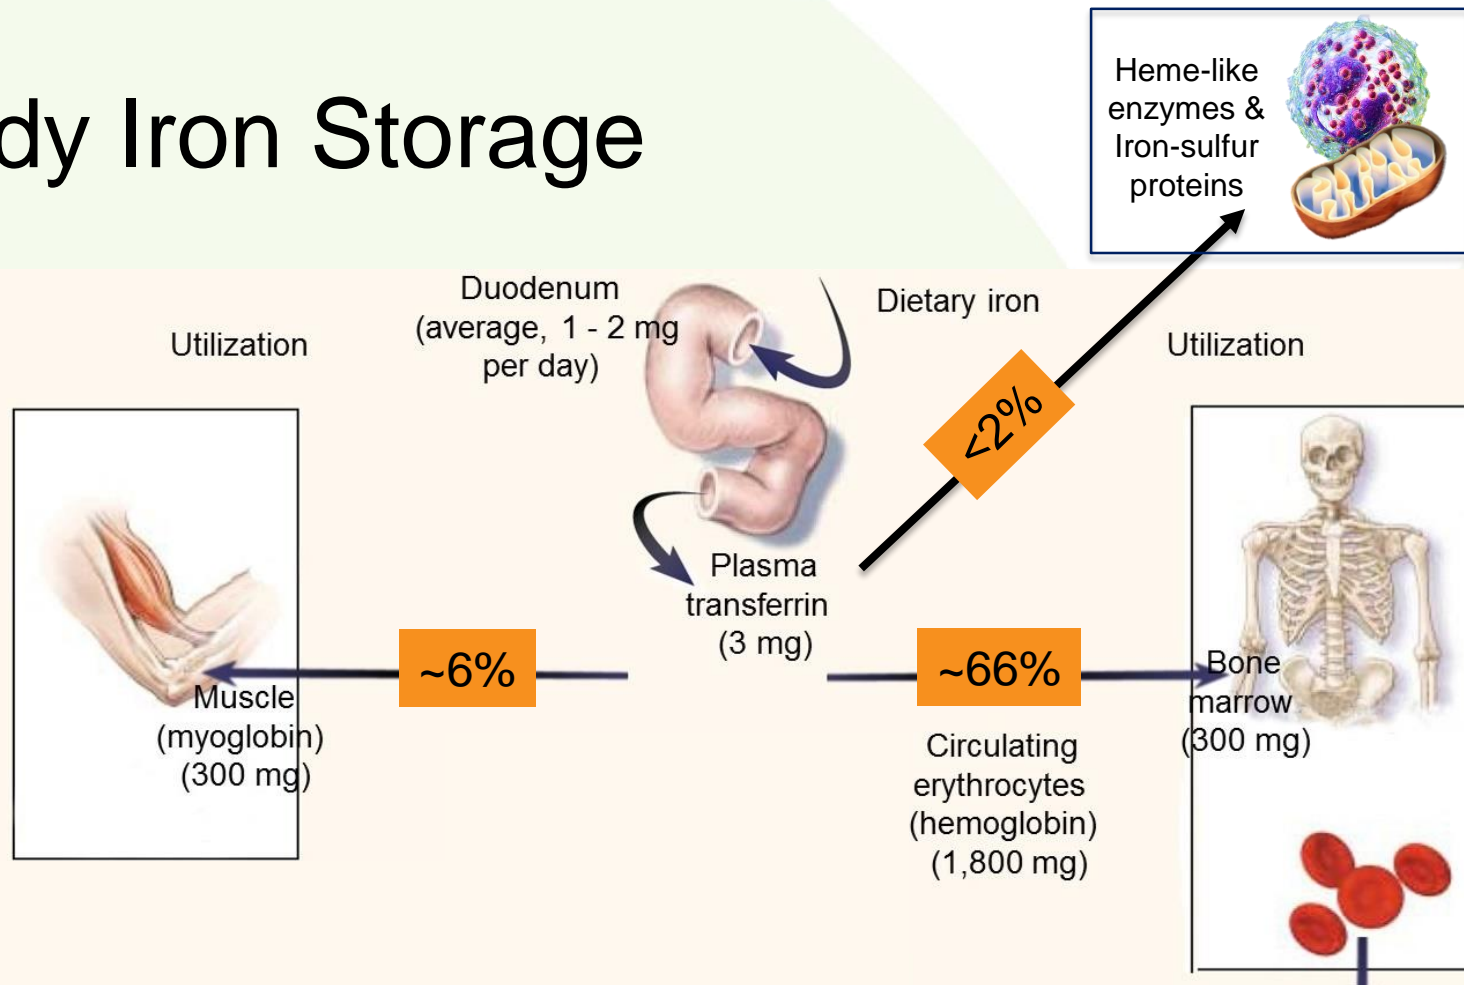 dy Iron Storage
Heme-like
enzymes &
Iron-sulfur
proteins
Duodenum
(average, 1 - 2 mg
per day)
Dietary iron
Utilization
Utilization
<2%
Plasma
transferrin
(3 mg)
~6%
~66%
Muscle
(myoglobin)
(300 mg)
Bone
marrow
(300 mg)
Circulating
erythrocytes
(hemoglobin)
(1,800 mg)